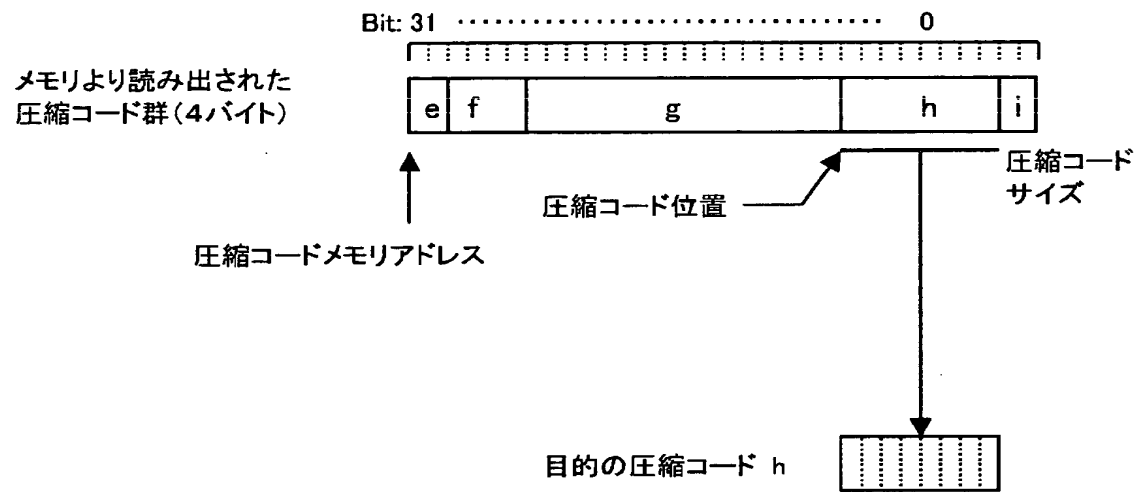 Bit: 31 ・・・・・・・・・・・・・・・・・・・・・・・・・・・・・・・・・・ 0
メモリより読み出された
圧縮コード群(4バイト)
e f g h i
圧縮コード
サイズ
圧縮コード位置
圧縮コードメモリアドレス
目的の圧縮コード h